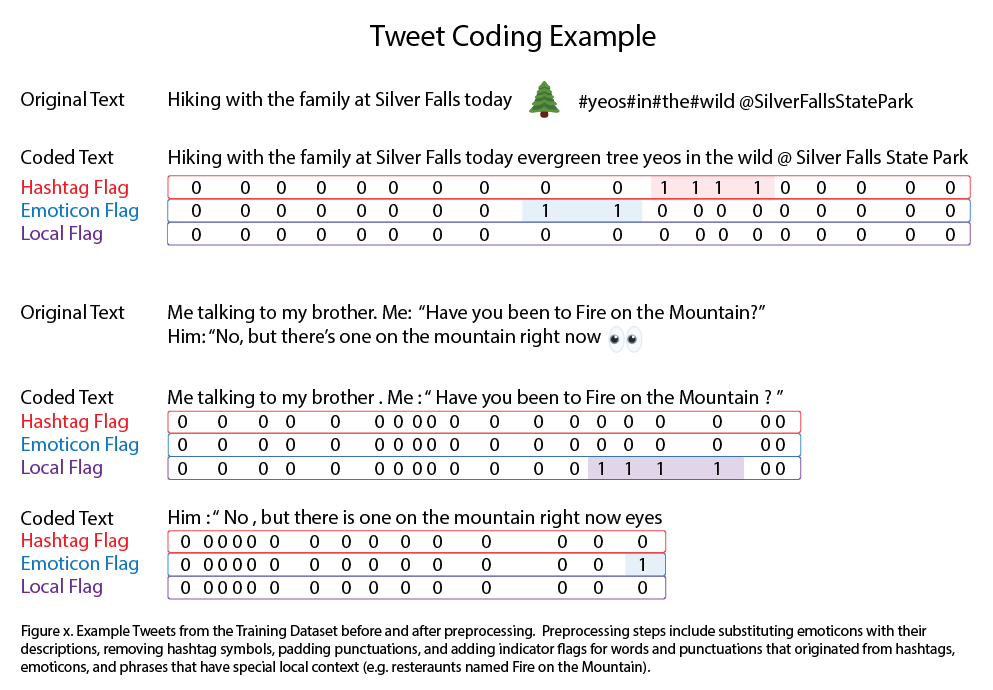 Tweet Coding Example
Original Text Hiking with the family at Silver Falls today #yeos#in#the#wild @SilverFallsStatePark
Coded Text Hiking with the family at Silver Falls today evergreen tree yeos in the wild @ Silver Falls State Park
Hashtag Flag 0 0 0 0 0 0 0 0 0 0 1 1 1 1 0 0 0 0 0
Emoticon Flag 0 0 0 0 0 0 0 0 1 1 0 0 0 0 0 0 0 0 0
Local Flag 0 0 0 0 0 0 0 0 0 0 0 0 0 0 0 0 0 0 0
Original Text Me talking to my brother. Me: “Have you been to Fire on the Mountain?”
Him: “No, but there’s one on the mountain right now
Coded Text Me talking to my brother . Me : “ Have you been to Fire on the Mountain ? ”
Hashtag Flag 0 0 0 0 0 0 0 0 0 0 0 0 0 0 0 0 0 0 0
Emoticon Flag 0 0 0 0 0 0 0 0 0 0 0 0 0 0 0 0 0 0 0
Local Flag 0 0 0 0 0 0 0 0 0 0 0 0 0 1 1 1 1 0 0
Coded Text Him : “ No , but there is one on the mountain right now eyes
Hashtag Flag 0 0 0 0 0 0 0 0 0 0 0 0 0 0 0
Emoticon Flag 0 0 0 0 0 0 0 0 0 0 0 0 0 0 1
Local Flag 0 0 0 0 0 0 0 0 0 0 0 0 0 0 0
Figure x. Example Tweets from the Training Dataset before and after preprocessing. Preprocessing steps include substituting emoticons with their
descriptions, removing hashtag symbols, padding punctuations, and adding indicator flags for words and punctuations that originated from hashtags,
emoticons, and phrases that have special local context (e.g. resteraunts named Fire on the Mountain).